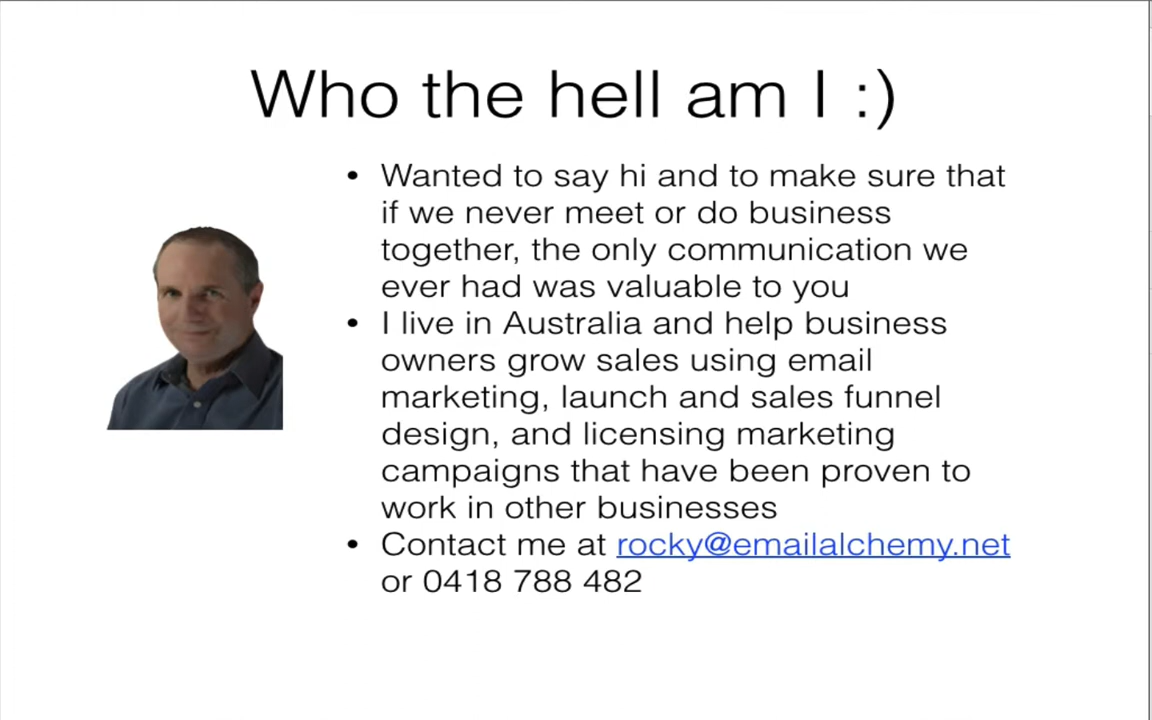 Who the hell am I :)
• Wanted to say hi and to make sure that
if we never meet or do business
together, the only communication we
ever had was valuable to you
• I live in Australia and help business
owners grow sales using email
marketing, launch and sales funnel
design, and licensing marketing
campaigns that have been proven to
work in other businesses
• Contact me at rocky@emailalchemy.net
or 0418 788 482